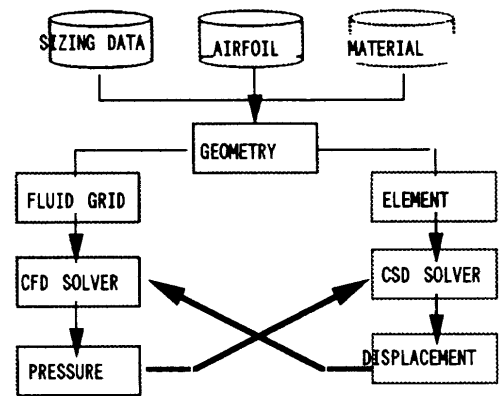 SIZING DATA
AIRFOIL
MATERIAL
GEOMETRY
FLUID GRID
ELEMENT
CFD SOLVER
CSD SOLVER
PRESSURE
DISPLACEMENT